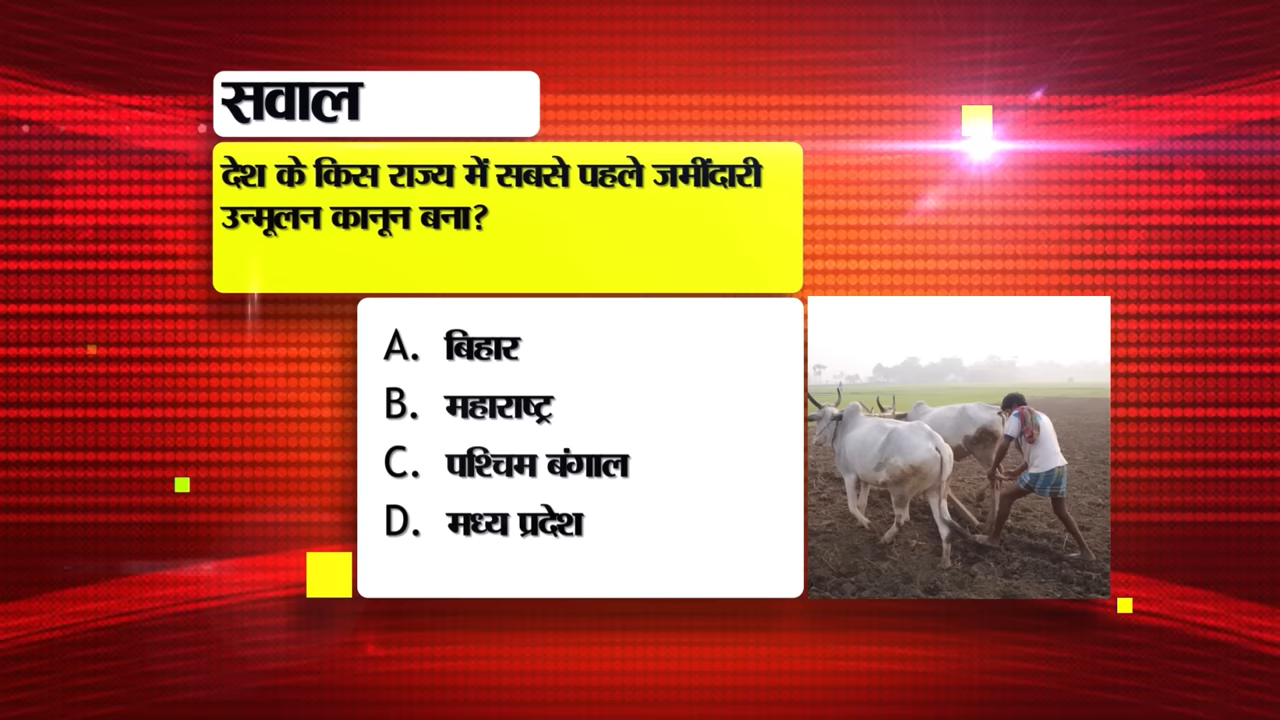 सवाल
देश के किस राज्य में सबसे पहले जमींदारी
उन्मूलन कानून बना?
A. बिहार
B. महाराष्ट्र
C. पश्चिम बंगाल
D. मध्य प्रदेश